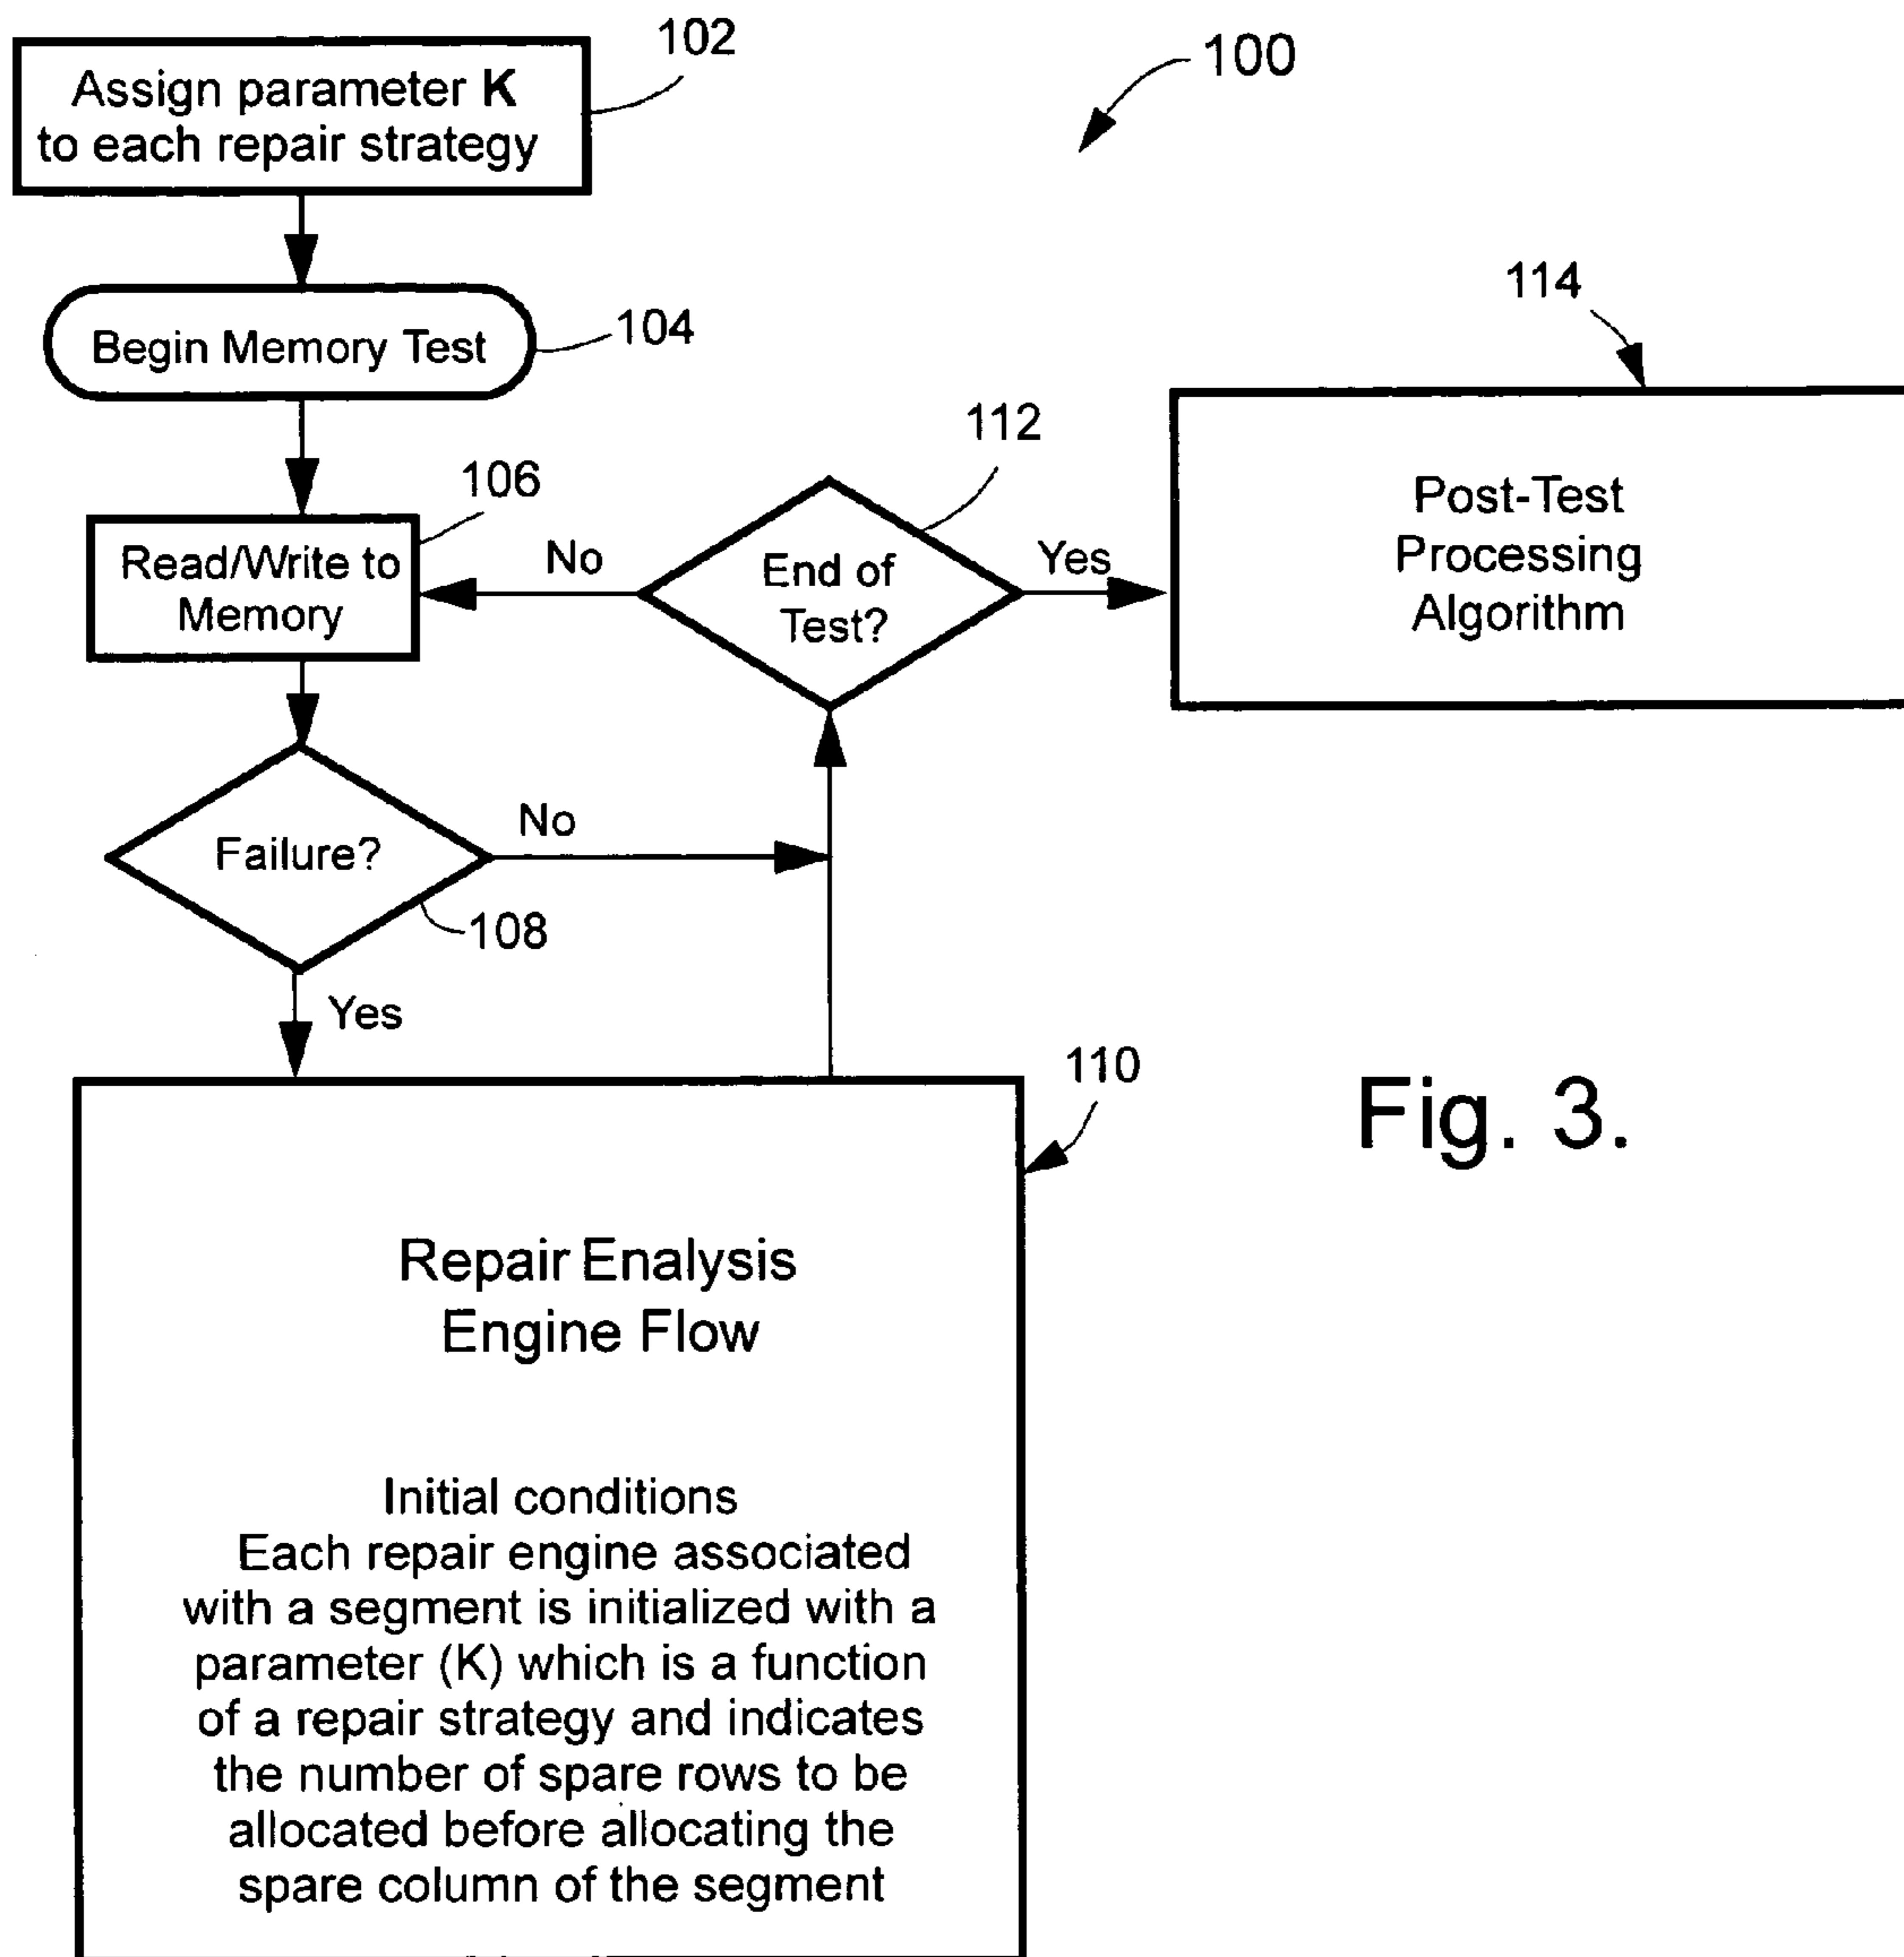 102
Assign parameter K
to each repair strategy
100
Begin Memory Test
104
114
112
106
Read/Write to
Memory
No
End of
Test?
Yes
Post-Test
Processing
Algorithm
Failure?
No
108
Yes
110
Fig. 3.
Repair Enalysis
Engine Flow
Initial conditions
Each repair engine associated
with a segment is initialized with a
parameter (K) which is a function
of a repair strategy and indicates
the number of spare rows to be
allocated before allocating the
spare column of the segment